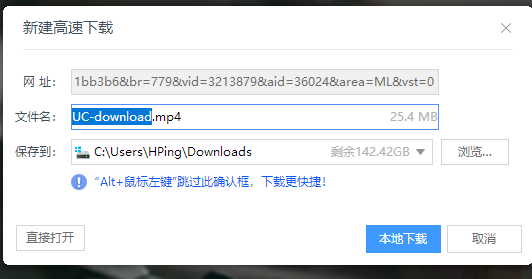 新建高速下载
网 址： 1bb3b6&br=779&vid=3213879&aid=36024&area=ML&vst=0
文件名： UC-download.mp4 25.4 MB
保存到： C:\Users\HPing\Downloads 剩余142.42GB 浏览...
“Alt+鼠标左键”跳过此确认框，下载更快捷！
直接打开 本地下载 取消